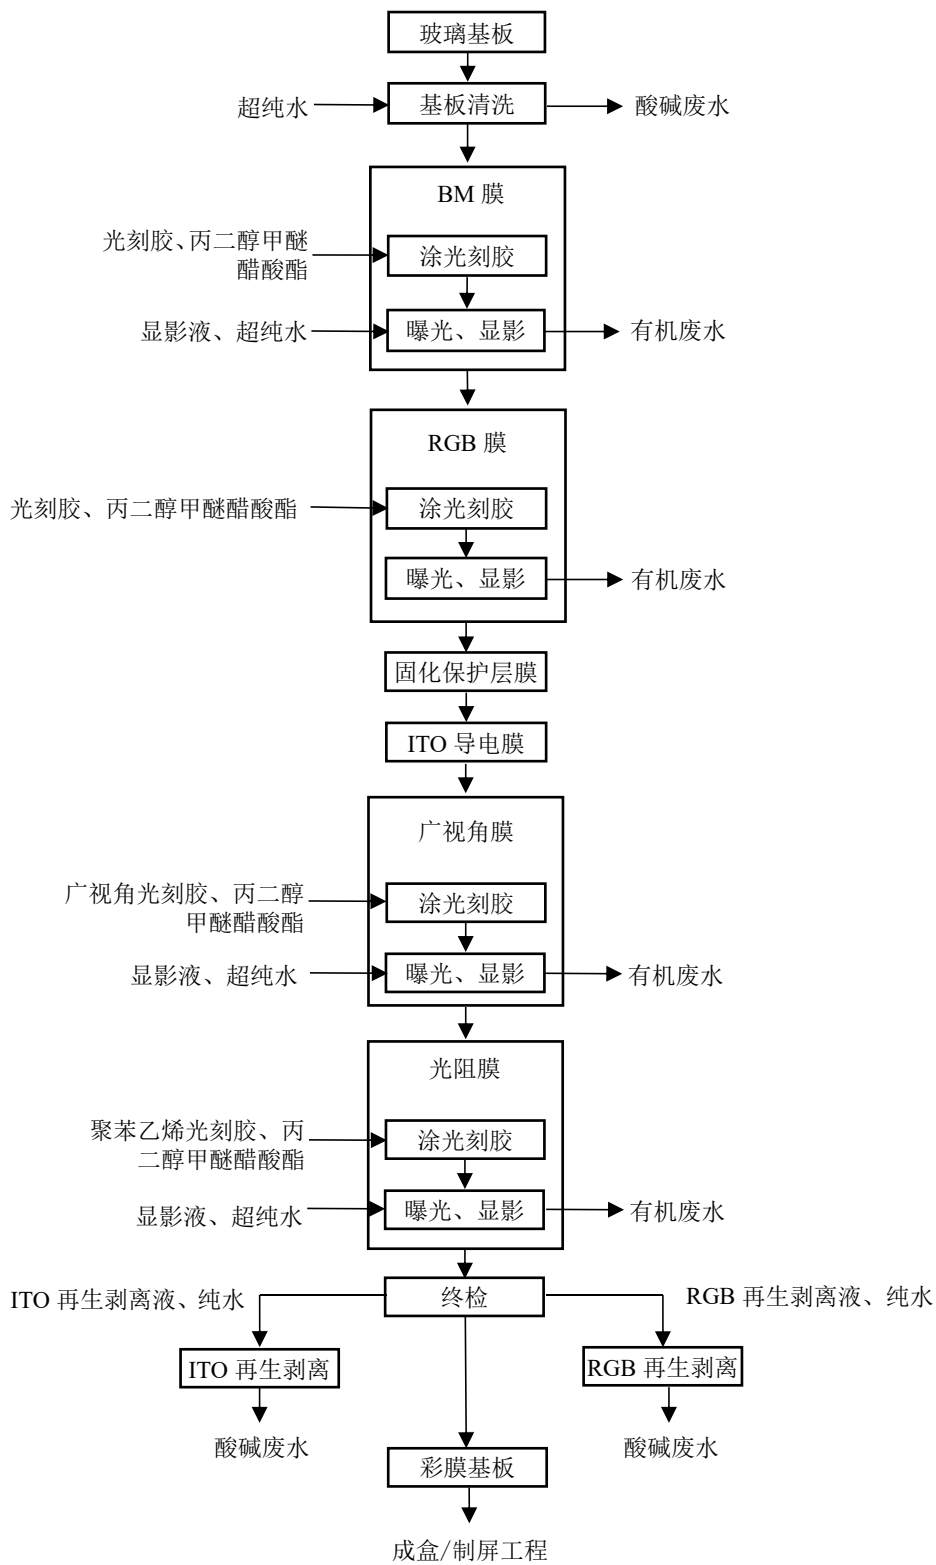 玻璃基板
超纯水
基板清洗
酸碱废水
BM 膜
光刻胶、丙二醇甲醚
醋酸酯
涂光刻胶
显影液、超纯水
曝光、显影
有机废水
RGB 膜
光刻胶、丙二醇甲醚醋酸酯
涂光刻胶
曝光、显影
有机废水
固化保护层膜
ITO 导电膜
广视角膜
广视角光刻胶、丙二醇
甲醚醋酸酯
涂光刻胶
显影液、超纯水
曝光、显影
有机废水
光阻膜
聚苯乙烯光刻胶、丙
二醇甲醚醋酸酯
涂光刻胶
显影液、超纯水
曝光、显影
有机废水
ITO 再生剥离液、纯水
终检
RGB 再生剥离液、纯水
ITO 再生剥离
RGB 再生剥离
酸碱废水
酸碱废水
彩膜基板
成盒/制屏工程